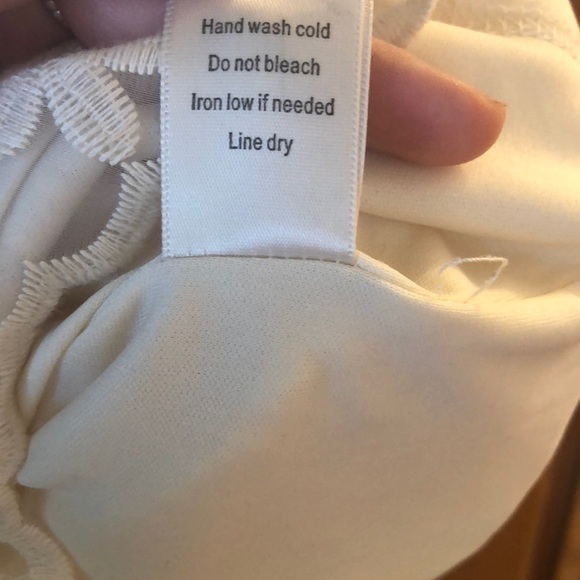 Hand wash cold
Do not bleach
Iron low if needed
Line dry